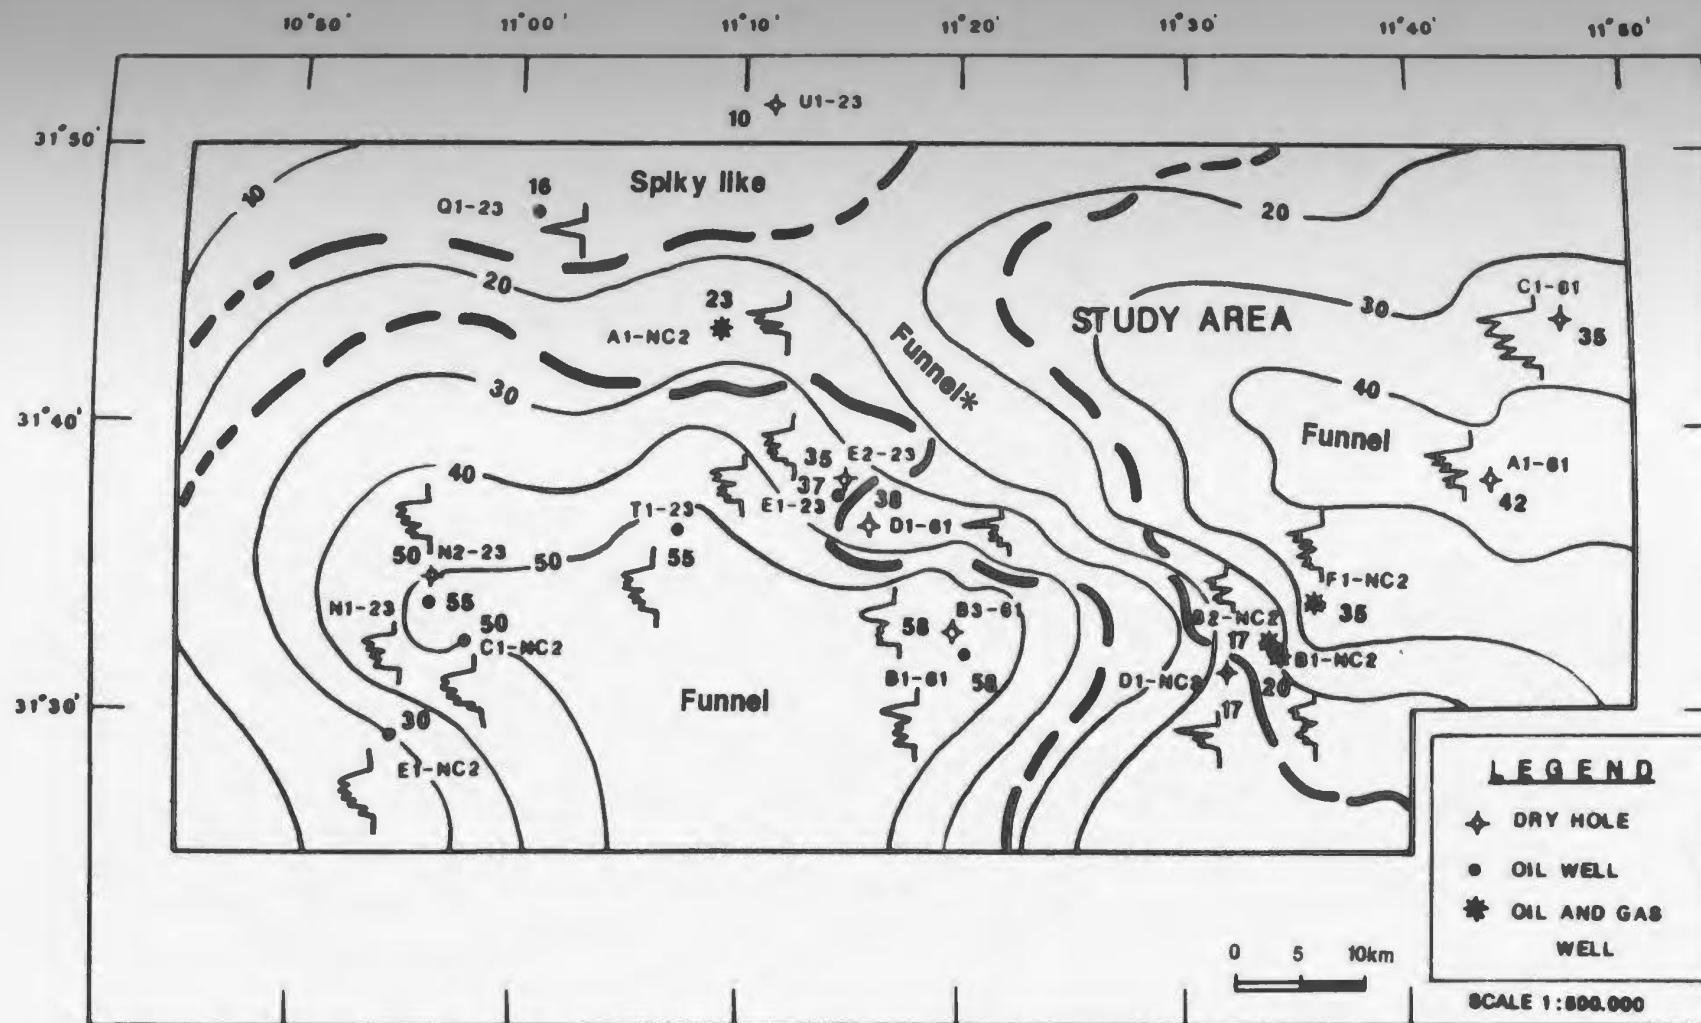 10°50' 11°00' 11°10' 11°20' 11°30' 11°40' 11°50'
10 U1-23
31°50'
10
16
Q1-23
Spiky like
20
20
23
A1-NC2
Funnel*
STUDY AREA
30
C1-61
35
31°40'
30
40
Funnel
A1-61
42
40
35 E2-23
37 E1-23
38
D1-61
T1-23
55
N2-23
50
50
55
N1-23
50
C1-NC2
B3-61
58
B1-61
58
B2-NC2
17
F1-NC2
35
B1-NC2
20
D1-NC2
17
31°30'
30
E1-NC2
Funnel
LEGEND
DRY HOLE
OIL WELL
OIL AND GAS
WELL
0 5 10km
SCALE 1:500.000